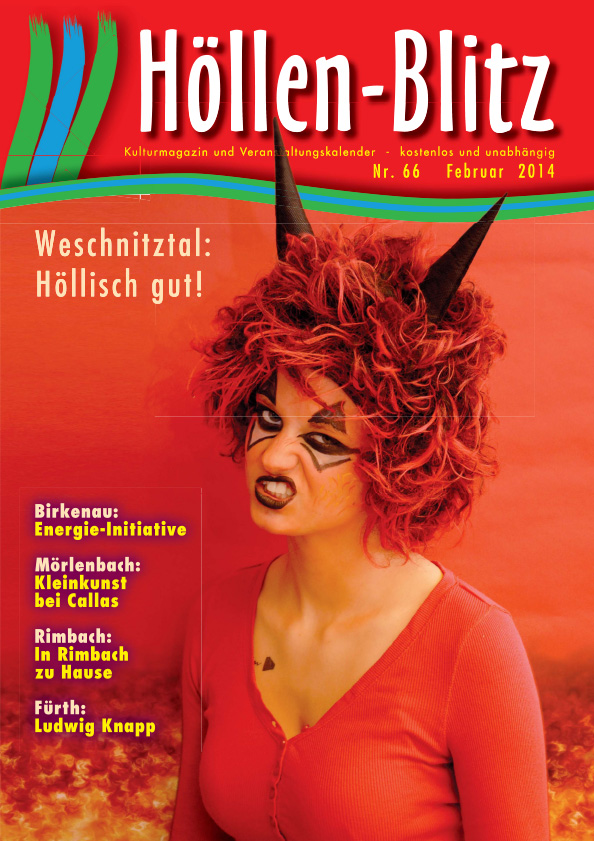 Höllen-Blitz
Kulturmagazin und Veranstaltungskalender - kostenlos und unabhängig
Nr. 66 Februar 2014
Weschnitztal:
Höllisch gut!
Birkenau:
Energie-Initiative
Mörlenbach:
Kleinkunst
bei Callas
Rimbach:
In Rimbach
zu Hause
Fürth:
Ludwig Knapp